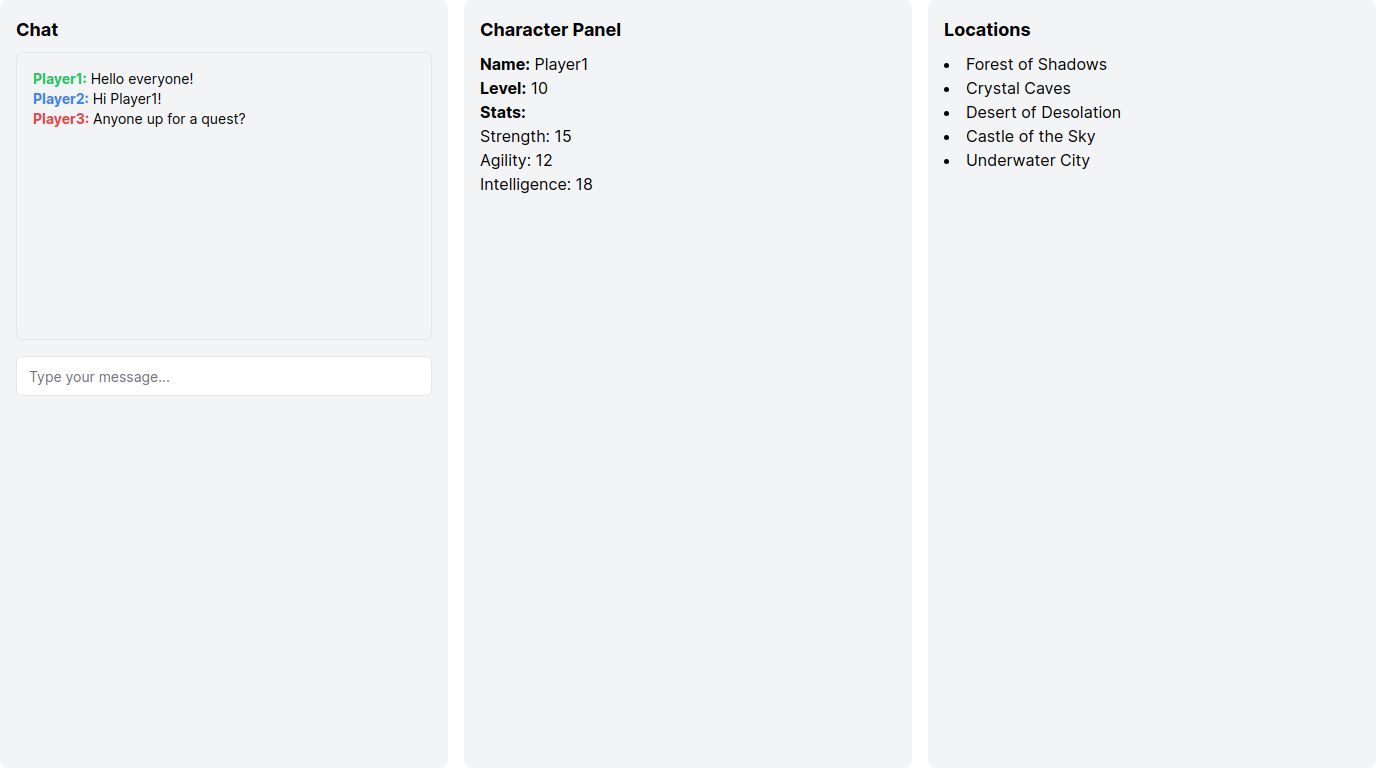 Chat
Player1: Hello everyone!
Player2: Hi Player1!
Player3: Anyone up for a quest?
Type your message...
Character Panel
Name: Player1
Level: 10
Stats:
Strength: 15
Agility: 12
Intelligence: 18
Locations
Forest of Shadows
Crystal Caves
Desert of Desolation
Castle of the Sky
Underwater City